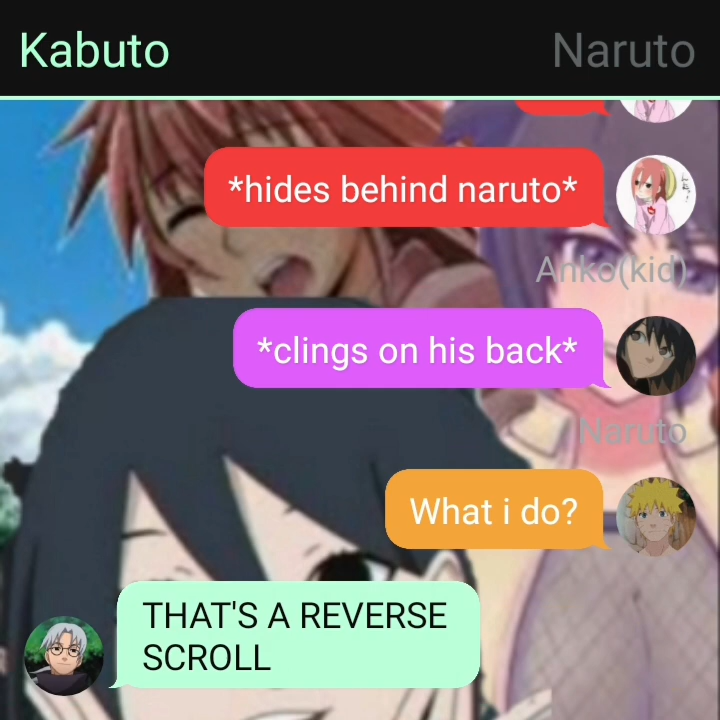 Kabuto
Naruto
*hides behind naruto*
Anko(kid)
*clings on his back*
Naruto
What i do?
THAT'S A REVERSE
SCROLL